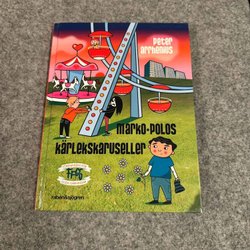 peter
arrhenius
marko-polos
kärlekskaruseller
rabén&sjögren